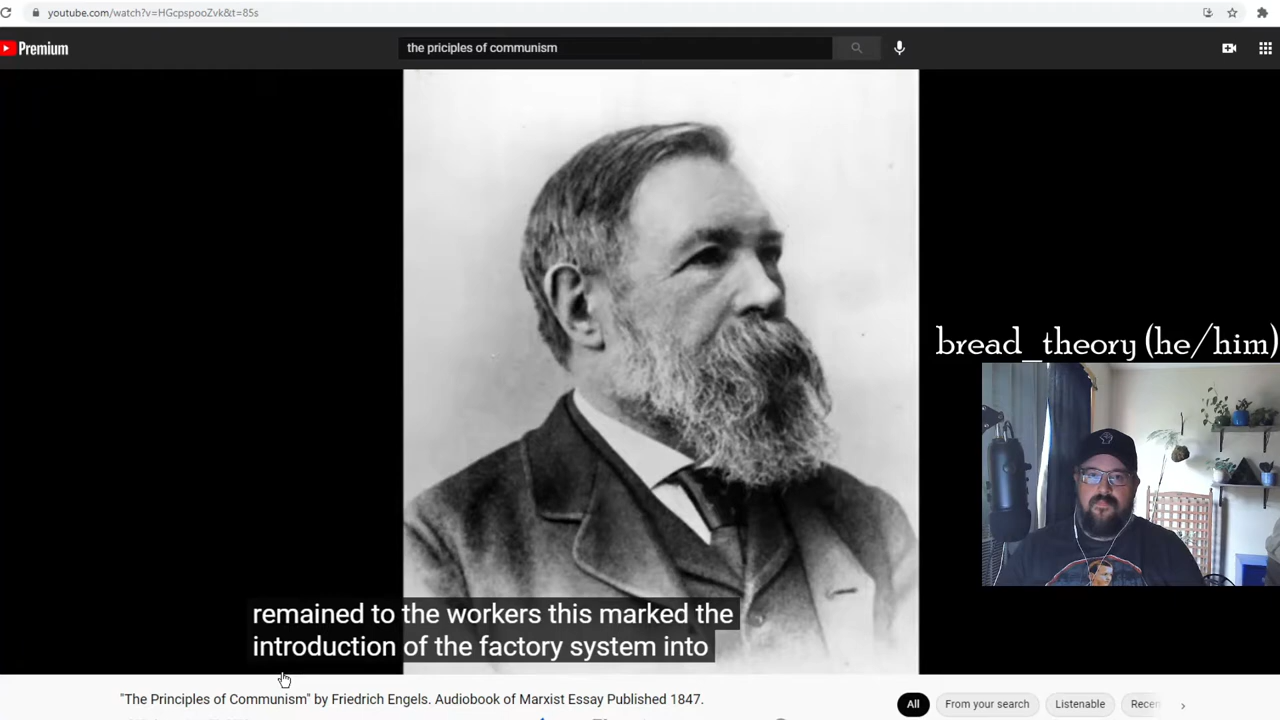 youtube.com/watch?v=HGcpspooZvk&t=85s
Premium
the priciples of communism
bread_theory (he/him)
remained to the workers this marked the
introduction of the factory system into
"The Principles of Communism" by Friedrich Engels. Audiobook of Marxist Essay Published 1847.
All
From your search
Listenable